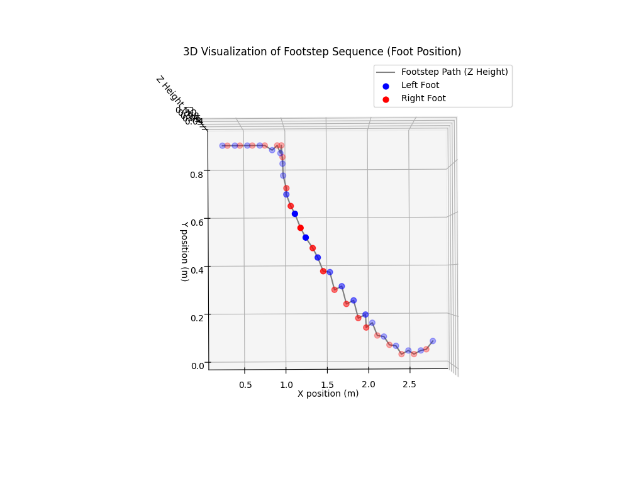 3D Visualization of Footstep Sequence (Foot Position)
Footstep Path (Z Height)
Left Foot
Right Foot
Z Height
0.8
0.6
0.4
0.2
0.0
Y position (m)
0.5 1.0 1.5 2.0 2.5
X position (m)